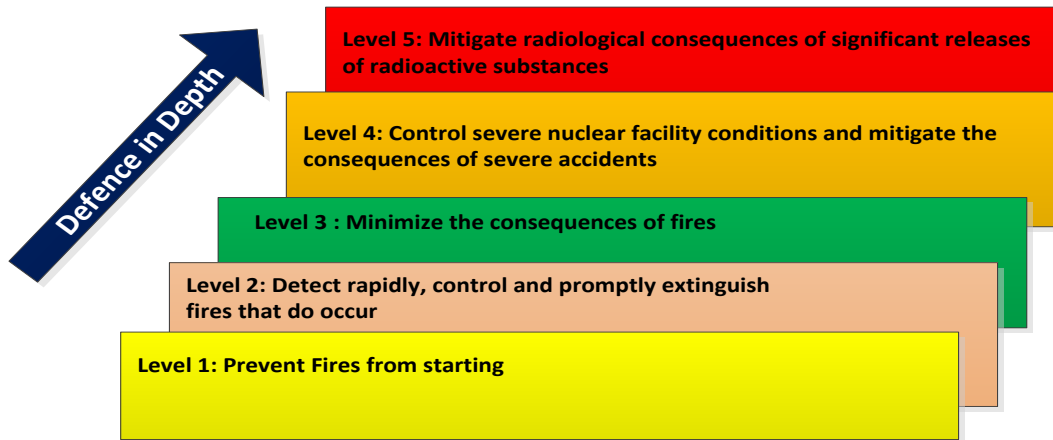 Defence in Depth
Level 5: Mitigate radiological consequences of significant releases
of radioactive substances
Level 4: Control severe nuclear facility conditions and mitigate the
consequences of severe accidents
Level 3 : Minimize the consequences of fires
Level 2: Detect rapidly, control and promptly extinguish
fires that do occur
Level 1: Prevent Fires from starting